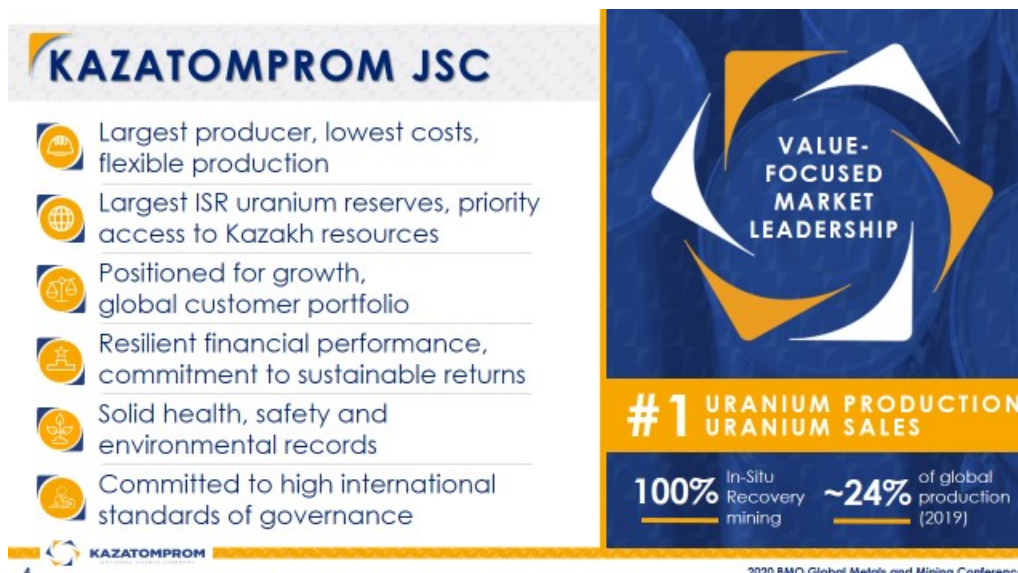 KAZATOMPROM JSC
Largest producer, lowest costs,
flexible production
Largest ISR uranium reserves, priority
access to Kazakh resources
Positioned for growth,
global customer portfolio
Resilient financial performance,
commitment to sustainable returns
Solid health, safety and
environmental records
Committed to high international
standards of governance
VALUE-
FOCUSED
MARKET
LEADERSHIP
#1 URANIUM PRODUCTION
URANIUM SALES
100% In-Situ
Recovery
mining
~24% of global
production
(2019)
KAZATOMPROM
NATIONAL ATOMIC COMPANY
2020 BMO Global Metals and Mining Conference